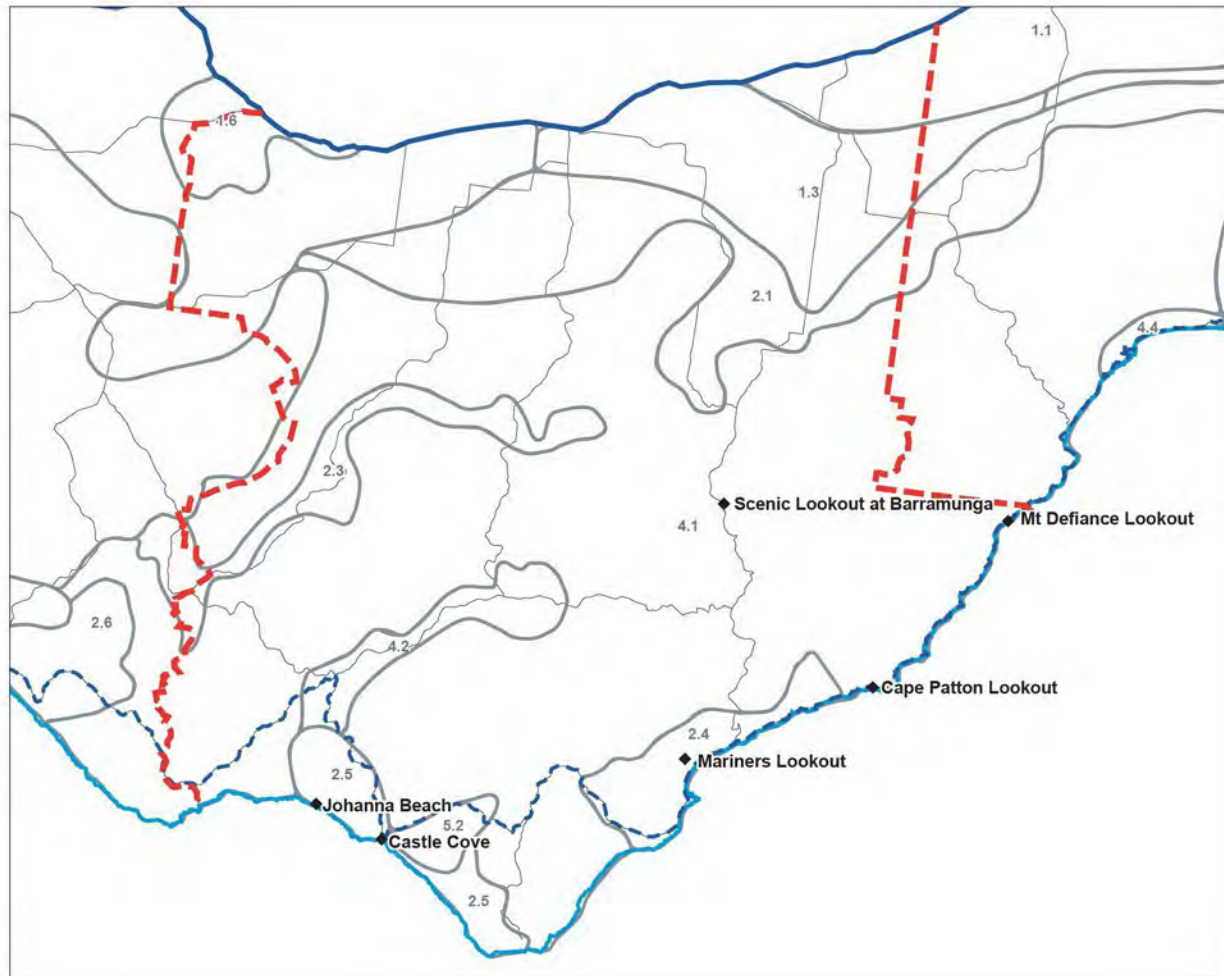 1.1
1.6
1.3
2.1
4.4
2.3
Scenic Lookout at Barramunga
4.1
Mt Defiance Lookout
2.6
4.2
Cape Patton Lookout
2.4
Mariners Lookout
2.5
Johanna Beach
5.2
Castle Cove
2.5